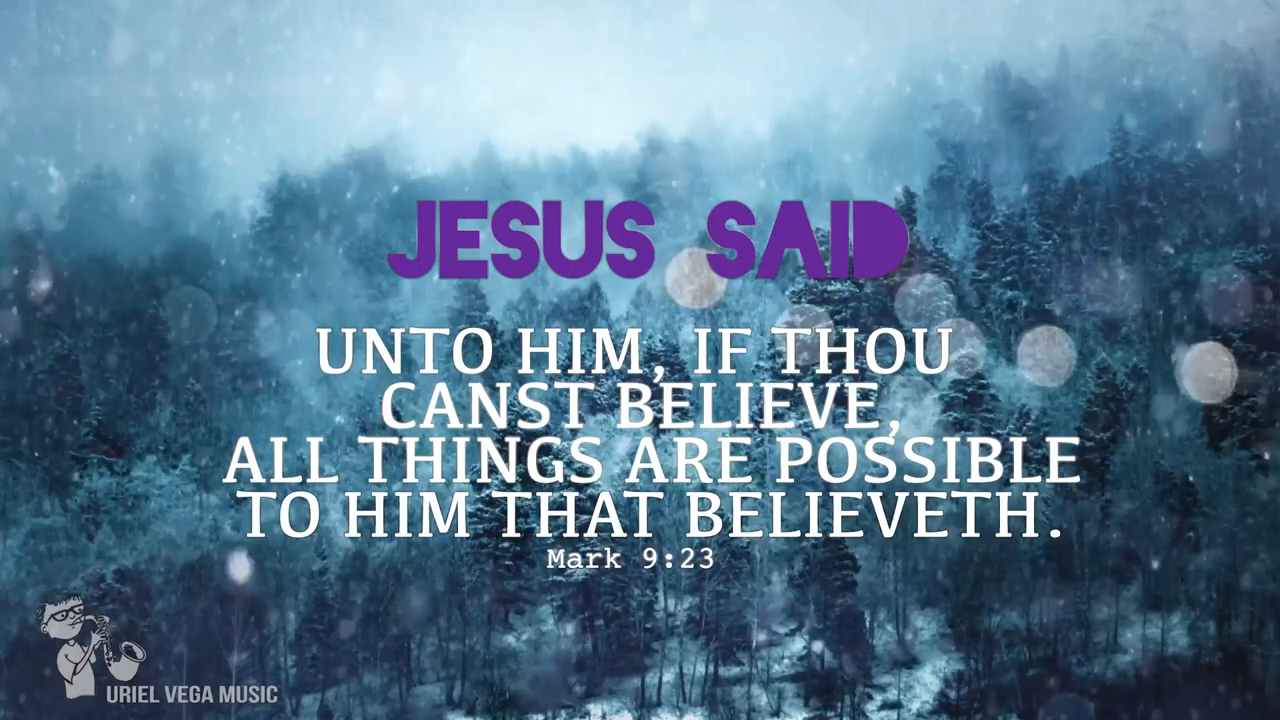 JESUS SAID
UNTO HIM, IF THOU
CANST BELIEVE,
ALL THINGS ARE POSSIBLE
TO HIM THAT BELIEVETH.
Mark 9:23
URIEL VEGA MUSIC